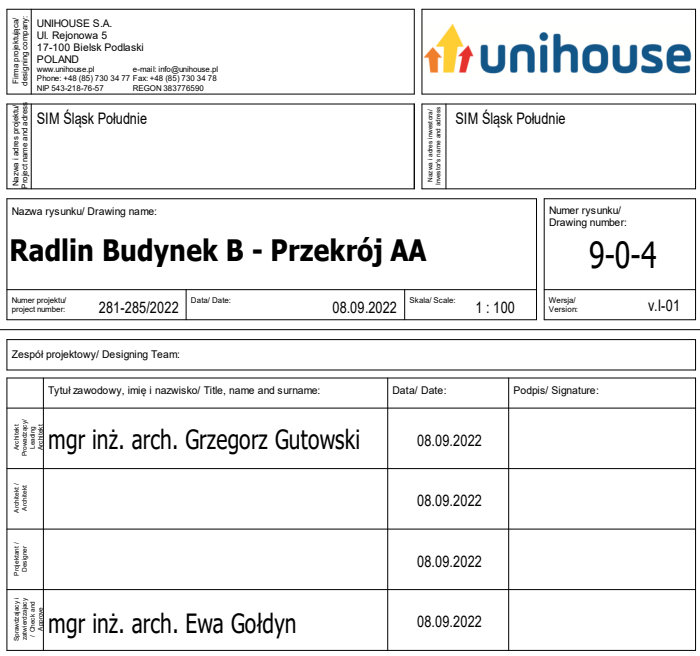 Firma projektująca/
designing company:
UNIHOUSE S.A.
Ul. Rejonowa 5
17-100 Bielsk Podlaski
POLAND
www.unihouse.pl e-mail: info@unihouse.pl
Phone: +48 (85) 730 34 77 Fax: +48 (85) 730 34 78
NIP 543-218-76-57 REGON 383776590
unihouse
Nazwa i adres projektu/
Project name and adress
SIM Śląsk Południe
Nazwa i adres inwestora/
Investor's name and adress
SIM Śląsk Południe
Nazwa rysunku/ Drawing name:
Radlin Budynek B - Przekrój AA
Numer rysunku/
Drawing number:
9-0-4
Numer projektu/
project number:
281-285/2022
Data/ Date:
08.09.2022
Skala/ Scale:
1 : 100
Wersja/
Version:
v.I-01
Zespół projektowy/ Designing Team:
Tytuł zawodowy, imię i nazwisko/ Title, name and surname:
Data/ Date:
Podpis/ Signature:
Architekt
Prowadzący/
Leading
Architekt
mgr inż. arch. Grzegorz Gutowski
08.09.2022
Architekt /
Architekt
08.09.2022
Projektant /
Designer
08.09.2022
Sprawdzający i
zatwierdzający
/ Check and
Approve
mgr inż. arch. Ewa Gołdyn
08.09.2022